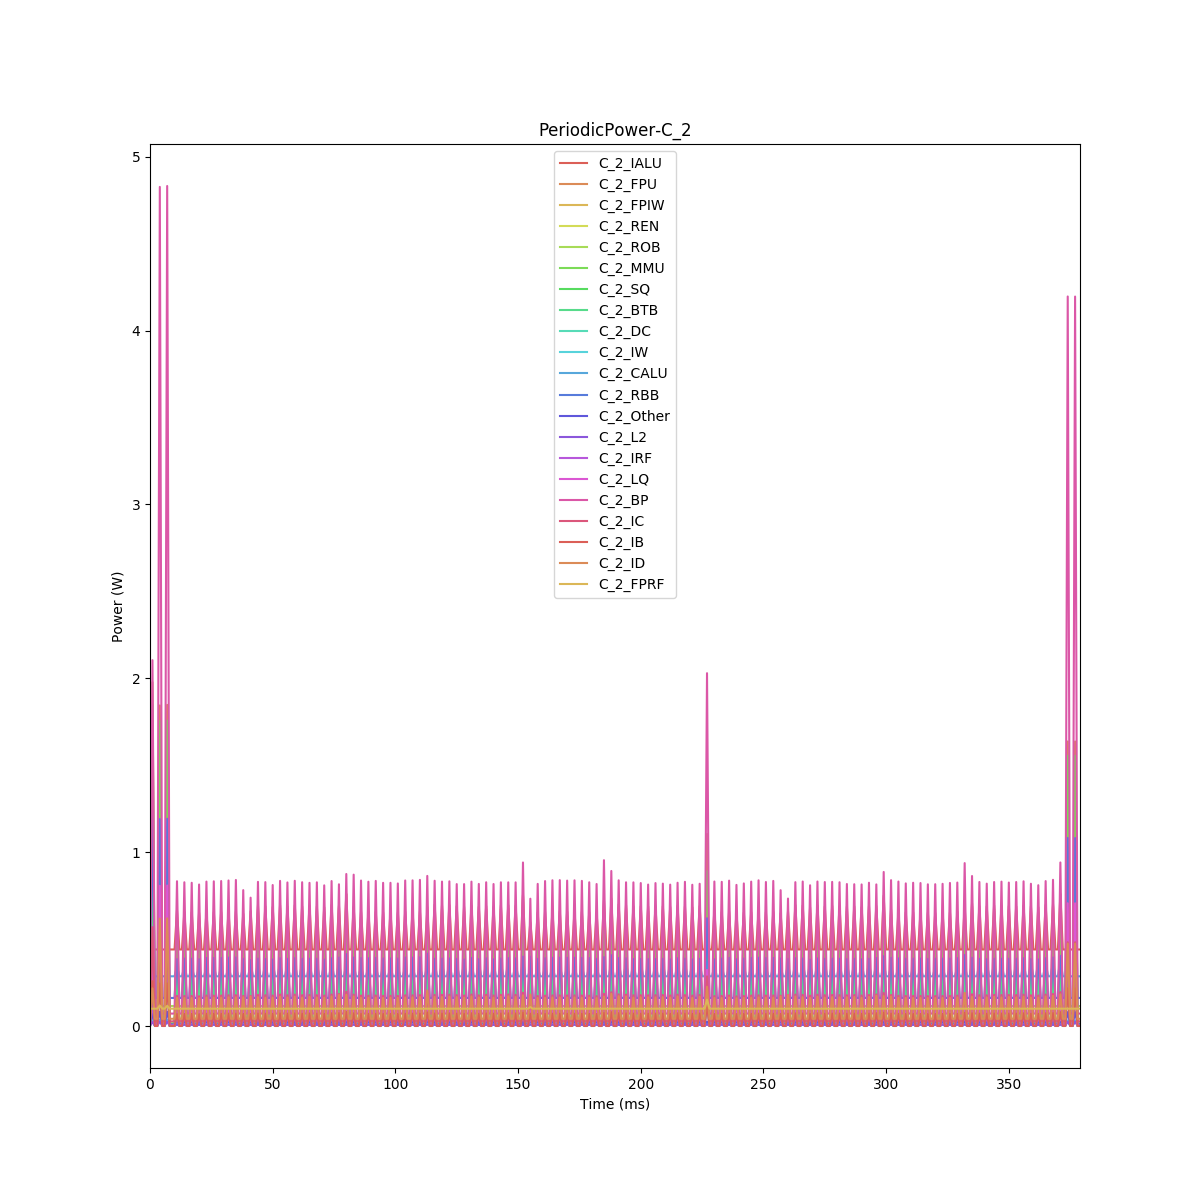 PeriodicPower-C_2
5
4
3
2
1
0
Power (W)
C_2_IALU
C_2_FPU
C_2_FPIW
C_2_REN
C_2_ROB
C_2_MMU
C_2_SQ
C_2_BTB
C_2_DC
C_2_IW
C_2_CALU
C_2_RBB
C_2_Other
C_2_L2
C_2_IRF
C_2_LQ
C_2_BP
C_2_IC
C_2_IB
C_2_ID
C_2_FPRF
0 50 100 150 200 250 300 350
Time (ms)